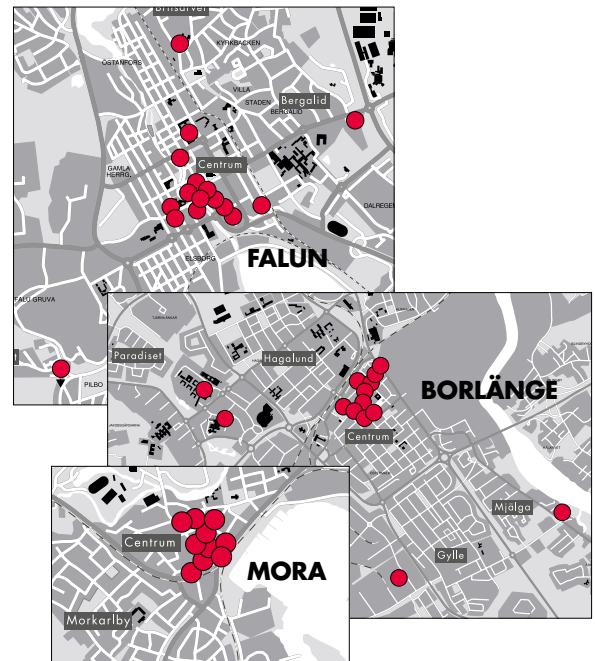 KYRKBACKEN
ÖSTANFORS
VILLA
STADEN
Bergalid
BERGALID
Centrum
GAMLA
HERRG.
ELSBORG
FALUN
FALU GRUVA
PILBO
Paradiset
Hagalund
BORLÄNGE
Centrum
Mjälga
Gylle
Centrum
MORA
Morkarlby